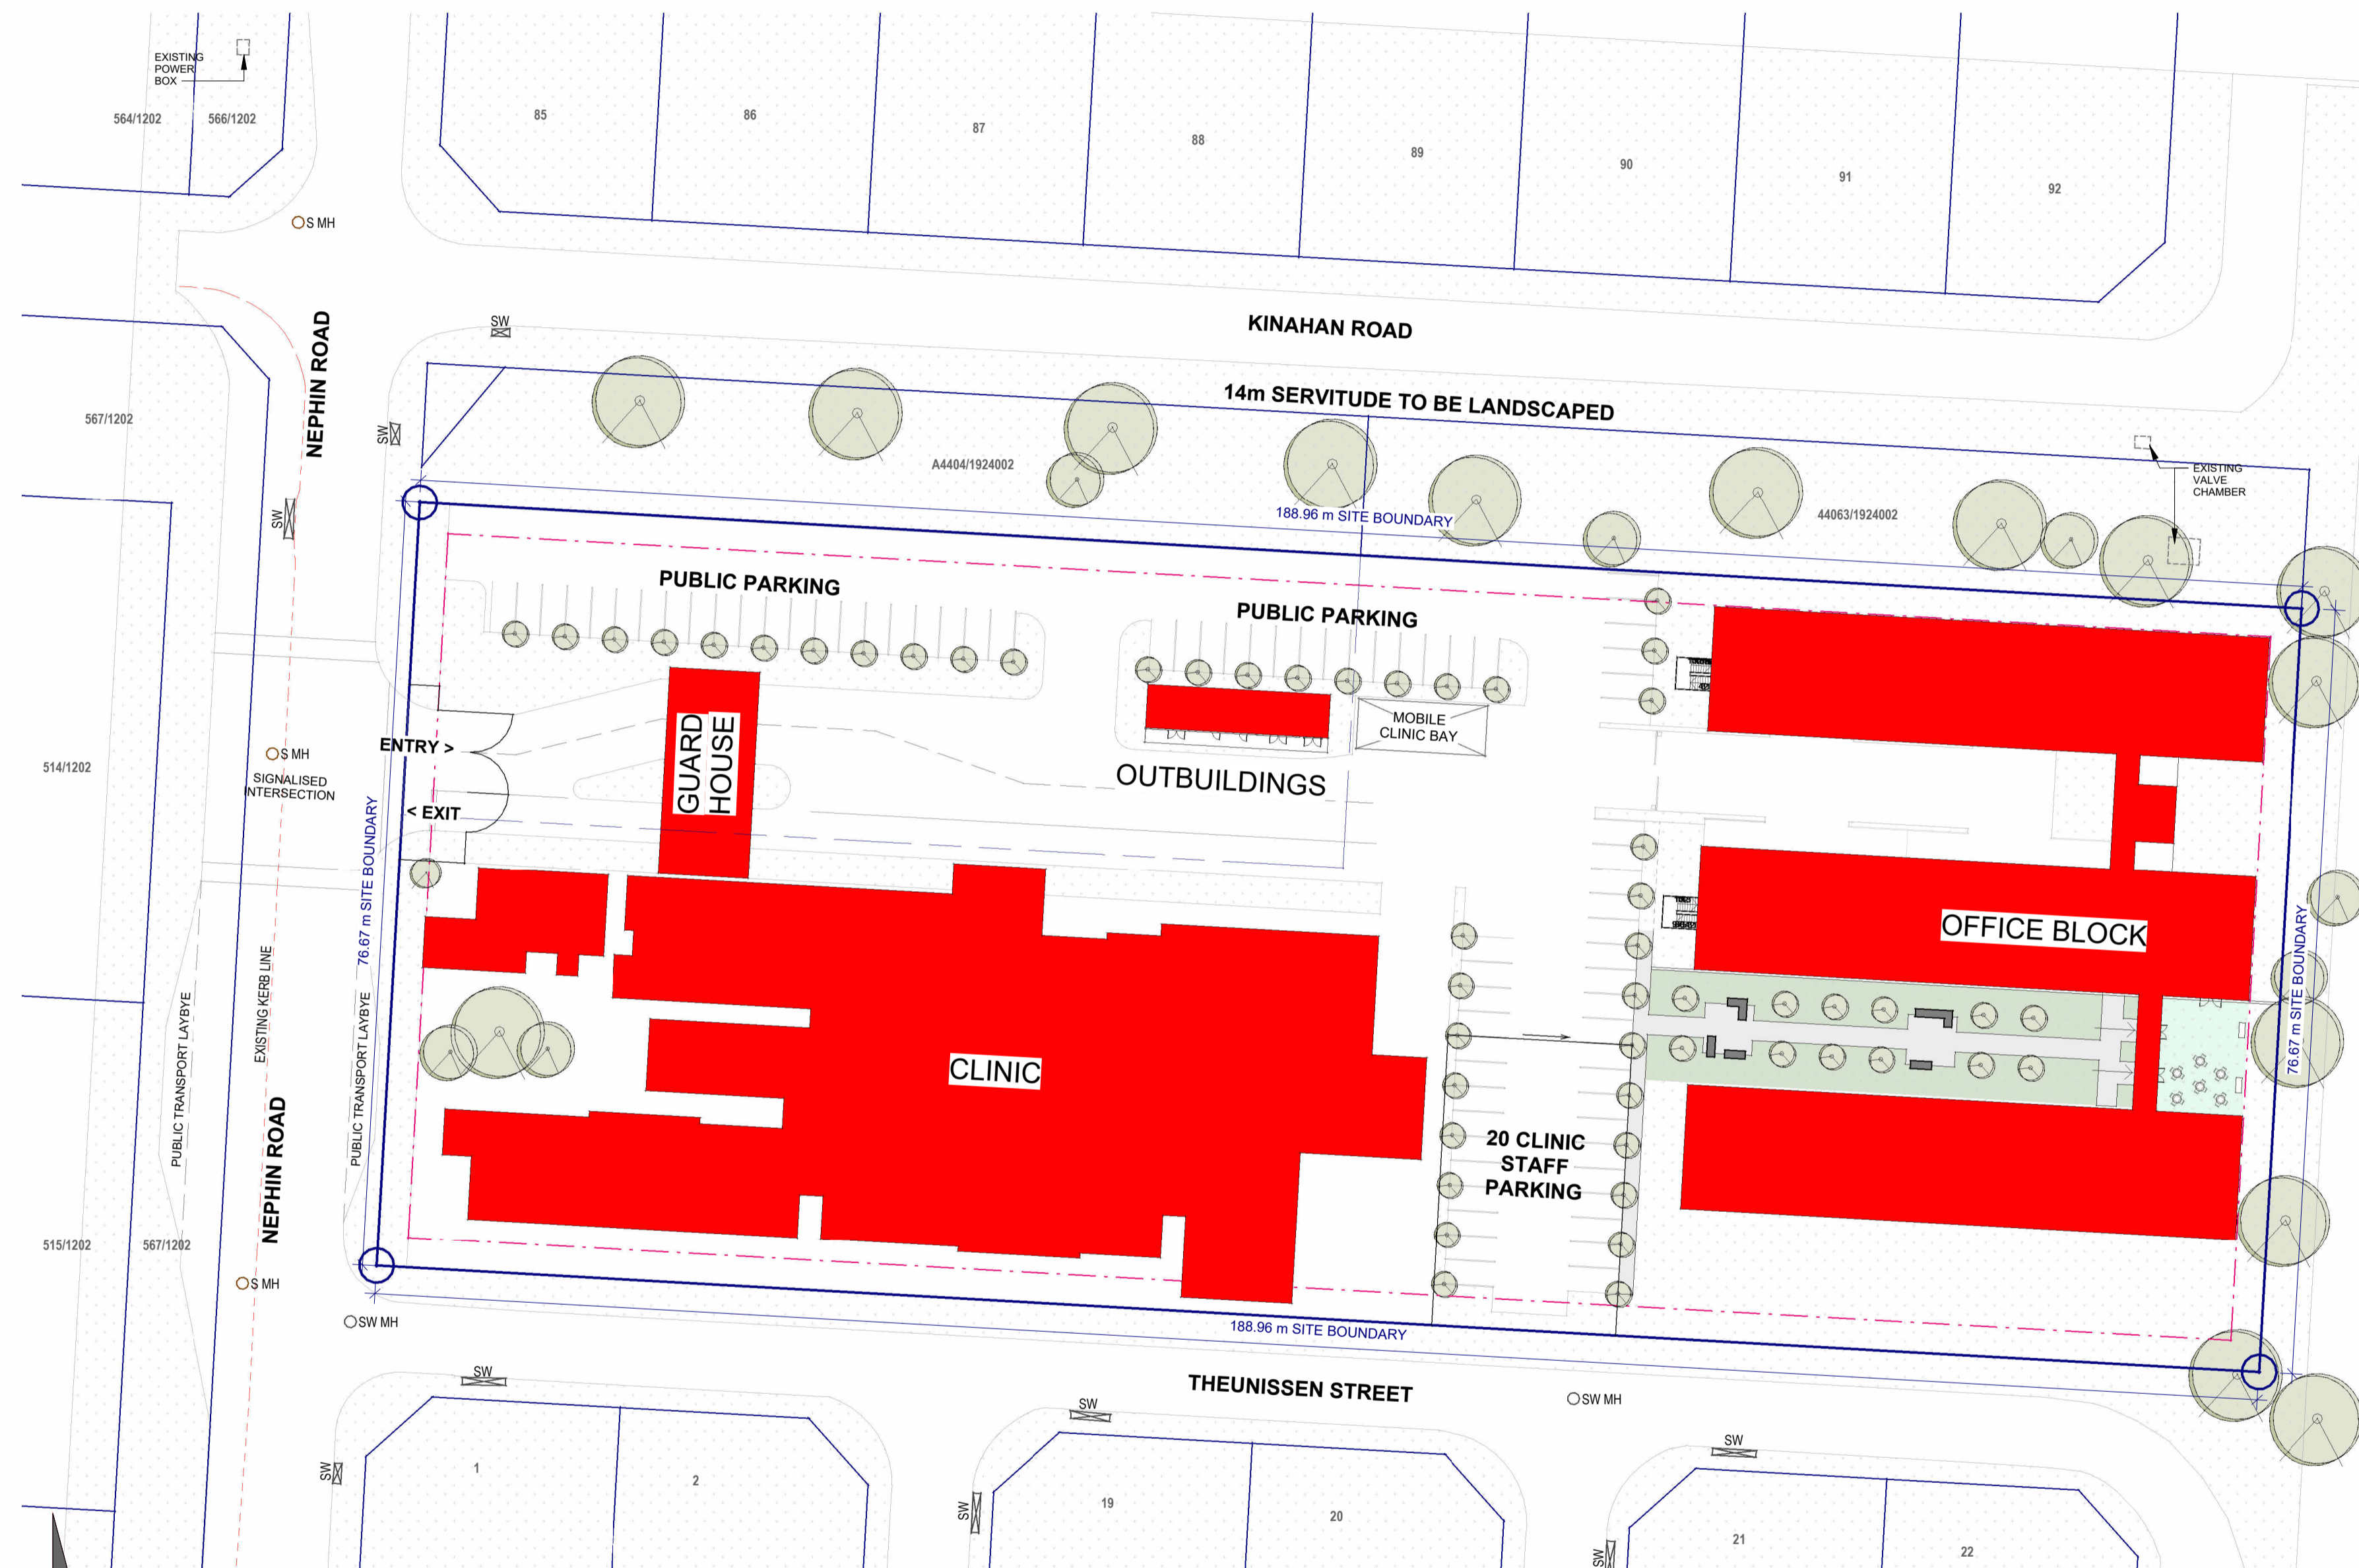 EXISTING
POWER
BOX
564/1202
566/1202
85
86
87
88
89
90
91
92
S MH
NEPHIN ROAD
SW
KINAHAN ROAD
14m SERVITUDE TO BE LANDSCAPED
567/1202
SW
A4404/1924002
EXISTING
VALVE
CHAMBER
SW
188.96 m SITE BOUNDARY
44063/1924002
PUBLIC PARKING
PUBLIC PARKING
GUARD
HOUSE
MOBILE
CLINIC BAY
ENTRY >
S MH
SIGNALISED
INTERSECTION
514/1202
OUTBUILDINGS
< EXIT
76.67 m SITE BOUNDARY
OFFICE BLOCK
76.67 m SITE BOUNDARY
EXISTING KERB LINE
PUBLIC TRANSPORT LAYBYE
PUBLIC TRANSPORT LAYBYE
CLINIC
20 CLINIC
STAFF
PARKING
NEPHIN ROAD
515/1202
567/1202
S MH
SW MH
188.96 m SITE BOUNDARY
THEUNISSEN STREET
SW MH
SW
SW
SW
SW
SW
SW
1
2
19
20
21
22